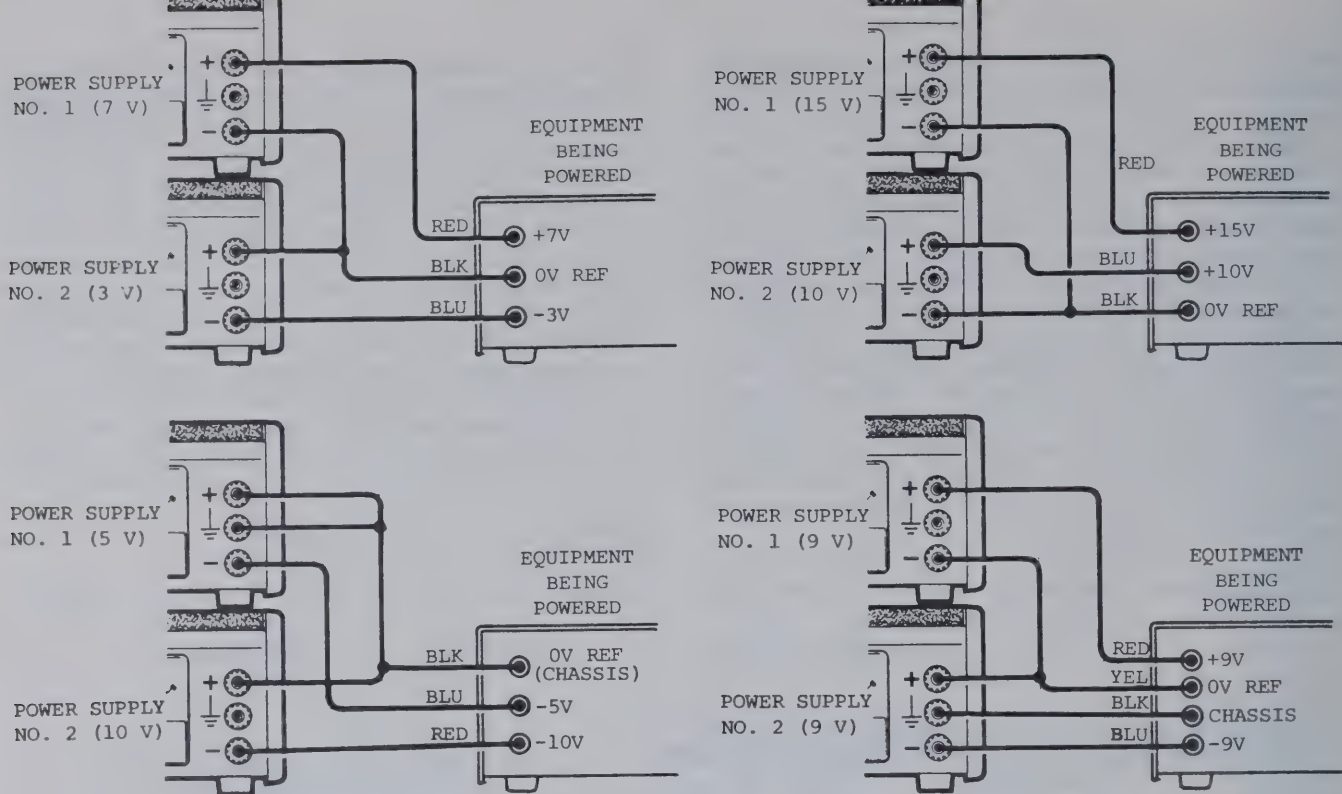 POWER SUPPLY
NO. 1 (7 V)
+
-
POWER SUPPLY
NO. 2 (3 V)
+
-
EQUIPMENT
BEING
POWERED
RED
+7V
BLK
0V REF
BLU
-3V
POWER SUPPLY
NO. 1 (15 V)
+
-
POWER SUPPLY
NO. 2 (10 V)
+
-
EQUIPMENT
BEING
POWERED
RED
+15V
BLU
+10V
BLK
0V REF
POWER SUPPLY
NO. 1 (5 V)
+
-
POWER SUPPLY
NO. 2 (10 V)
+
-
EQUIPMENT
BEING
POWERED
BLK
0V REF
(CHASSIS)
BLU
-5V
RED
-10V
POWER SUPPLY
NO. 1 (9 V)
+
-
POWER SUPPLY
NO. 2 (9 V)
+
-
EQUIPMENT
BEING
POWERED
RED
+9V
YEL
0V REF
BLK
CHASSIS
BLU
-9V